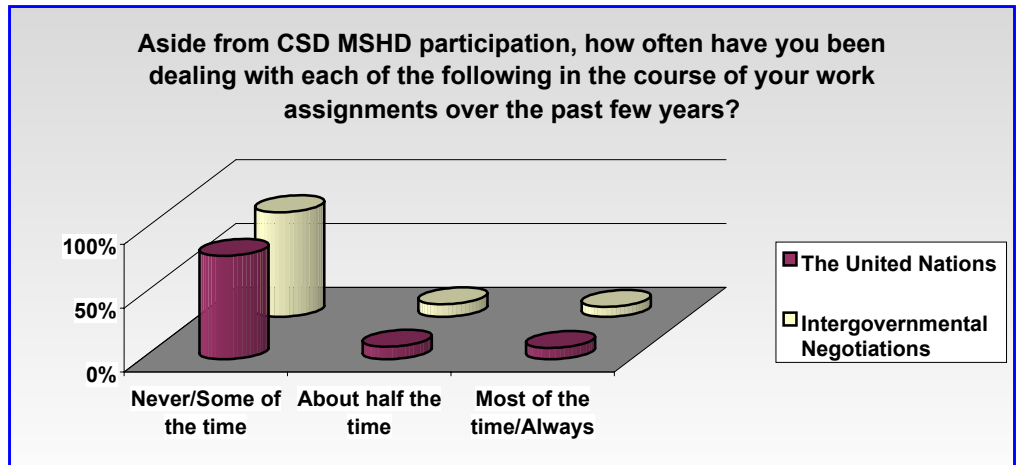 Aside from CSD MSHD participation, how often have you been
dealing with each of the following in the course of your work
assignments over the past few years?
100%
50%
0%
Never/Some of
the time
About half the
time
Most of the
time/Always
The United Nations
Intergovernmental
Negotiations